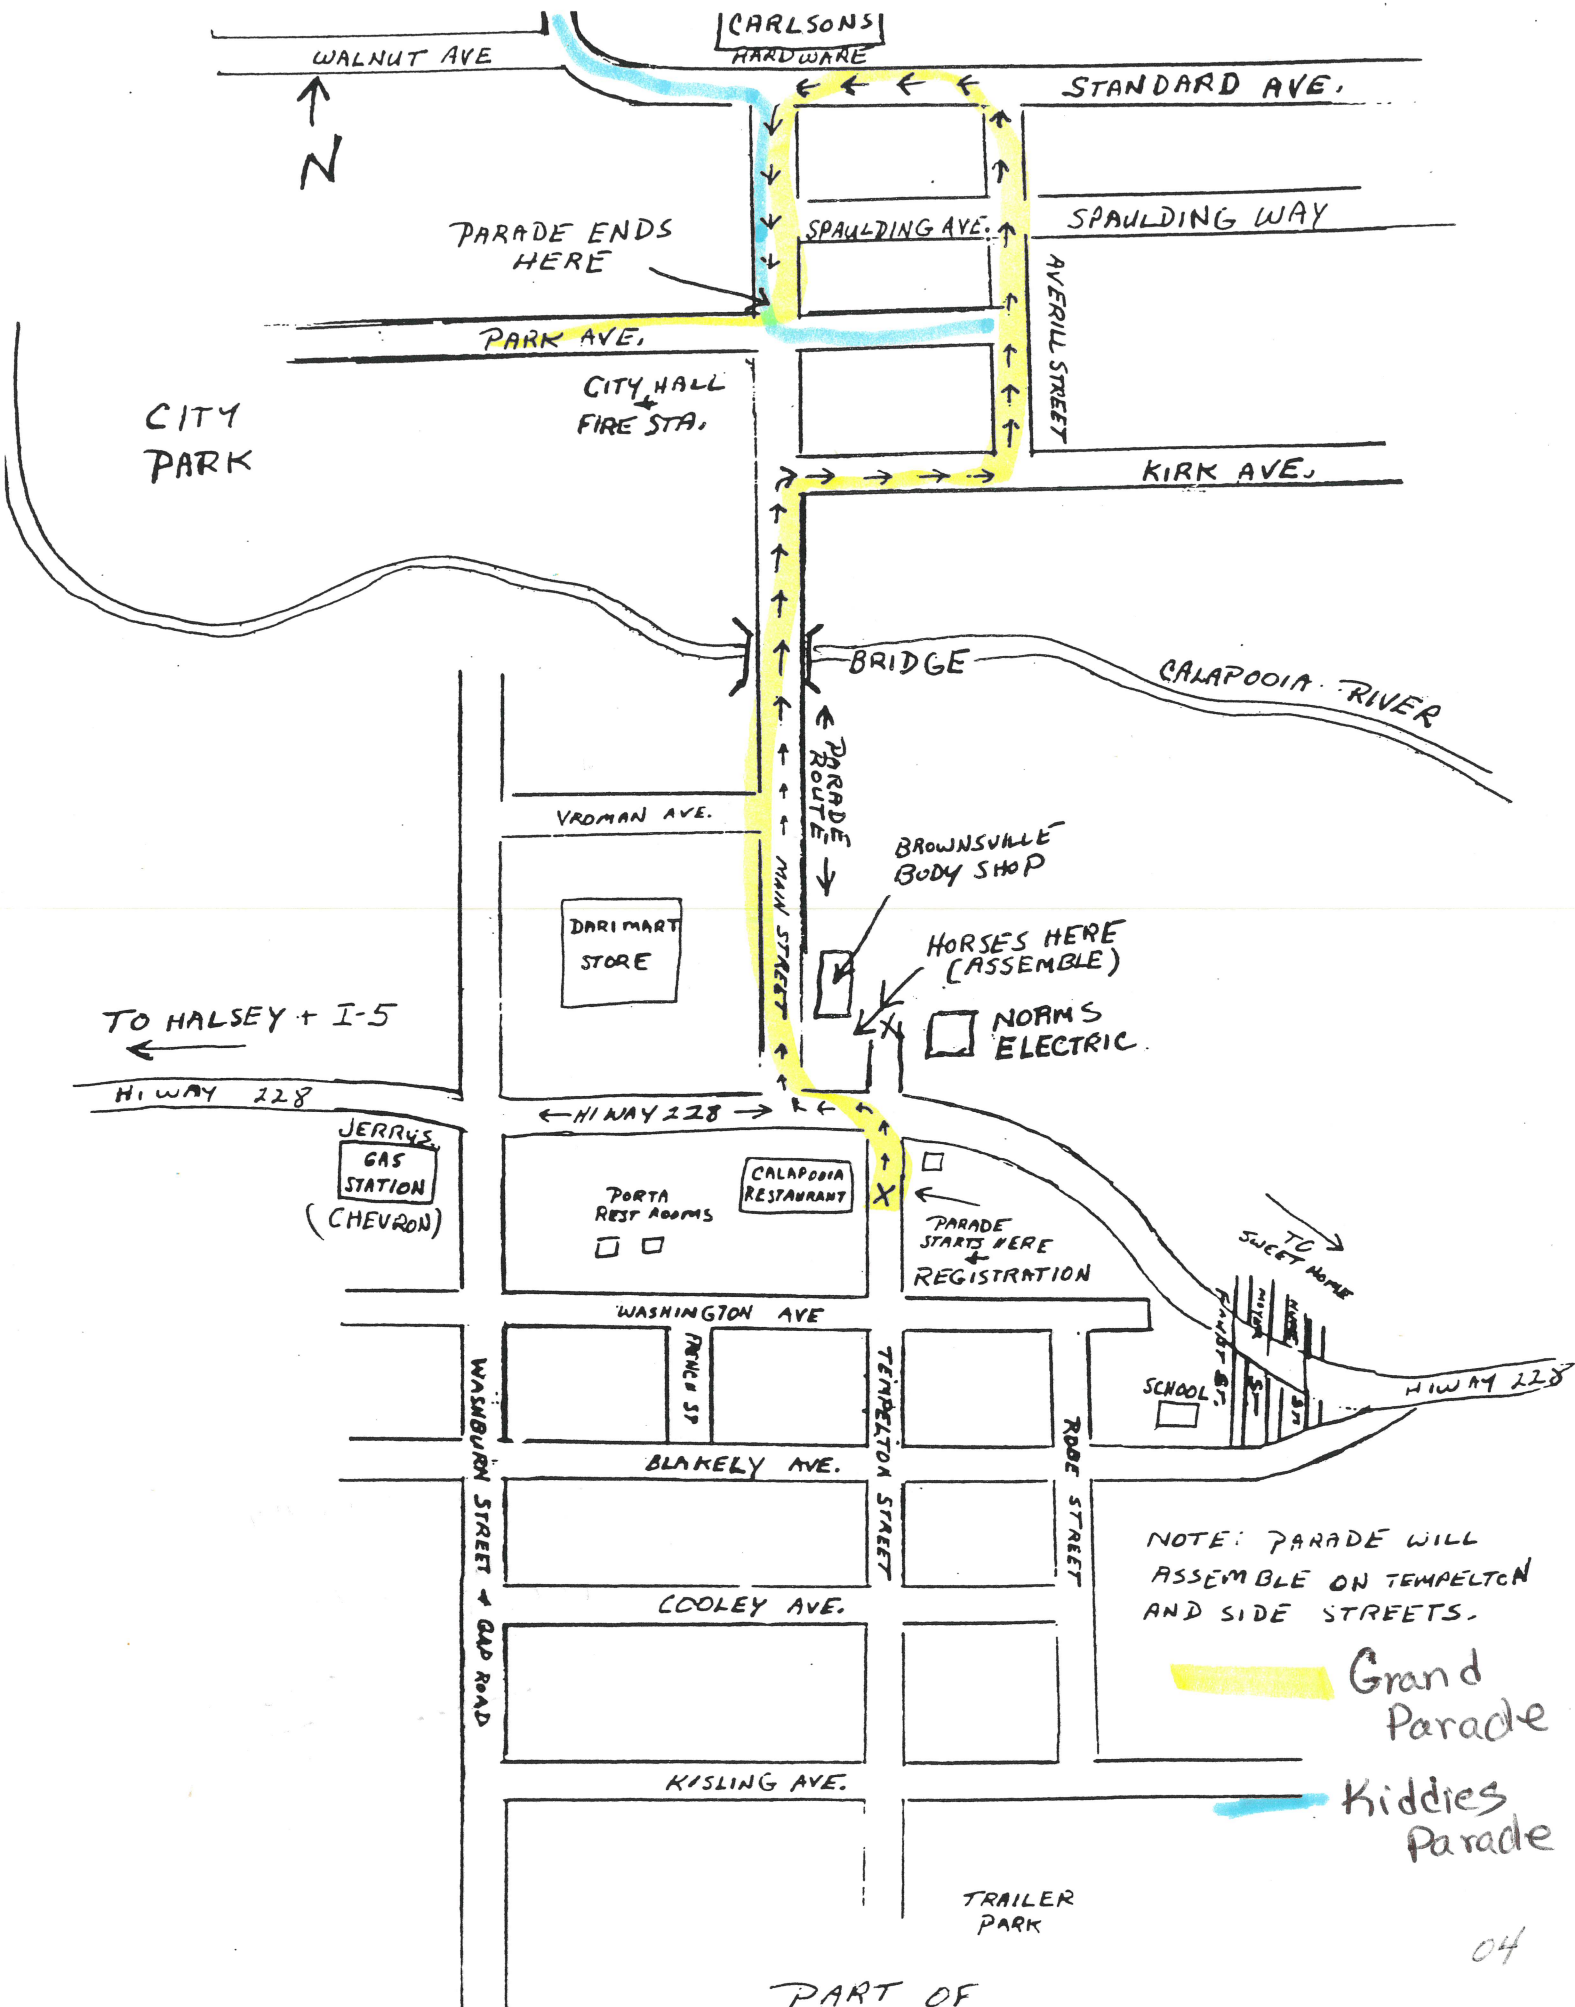 CARLSONS
HARDWARE
WALNUT AVE
STANDARD AVE.
N
PARADE ENDS
HERE
SPAULDING AVE.
SPAULDING WAY
AVERILL STREET
PARK AVE.
CITY HALL
+
FIRE STA.
CITY
PARK
KIRK AVE.
BRIDGE
CALAPOOIA RIVER
PARADE
ROUTE
VROMAN AVE.
MAIN STREET
BROWNSVILLE
BODY SHOP
DARIMART
STORE
HORSES HERE
(ASSEMBLE)
X
NORMS
ELECTRIC
TO HALSEY + I-5
HIWAY 228
HIWAY 228
JERRYS
GAS
STATION
(CHEVRON)
CALAPOOIA
RESTAURANT
X
PORTA
REST ROOMS
PARADE
STARTS HERE
+
REGISTRATION
TO
SWEET HOME
WASHINGTON AVE
FRENCH ST
TEMPELTON STREET
SCHOOL
ST.
ST
ST
HIWAY 228
WASHBURN STREET + GAP ROAD
BLAKELY AVE.
ROBE STREET
NOTE: PARADE WILL
ASSEMBLE ON TEMPELTON
AND SIDE STREETS.
COOLEY AVE.
Grand
Parade
KISLING AVE.
Kiddies
Parade
TRAILER
PARK
04
PART OF